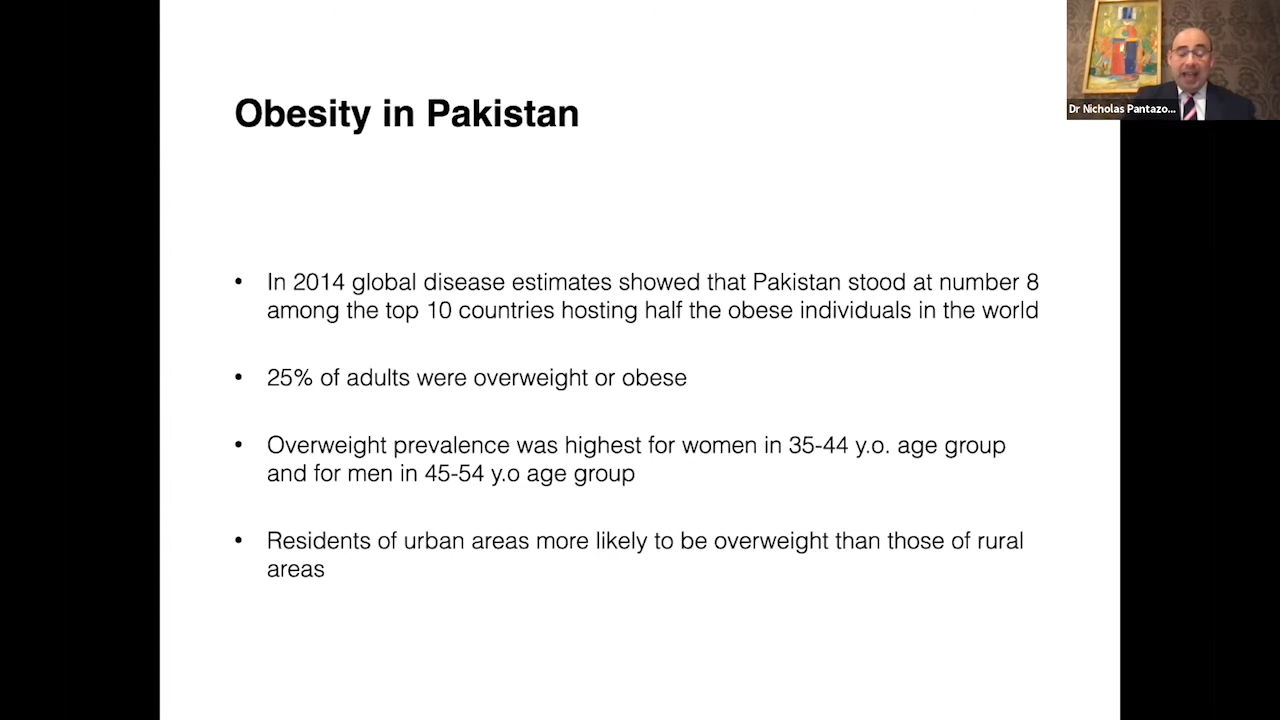 Obesity in Pakistan
Dr Nicholas Pantazo...
• In 2014 global disease estimates showed that Pakistan stood at number 8
among the top 10 countries hosting half the obese individuals in the world
• 25% of adults were overweight or obese
• Overweight prevalence was highest for women in 35-44 y.o. age group
and for men in 45-54 y.o age group
• Residents of urban areas more likely to be overweight than those of rural
areas